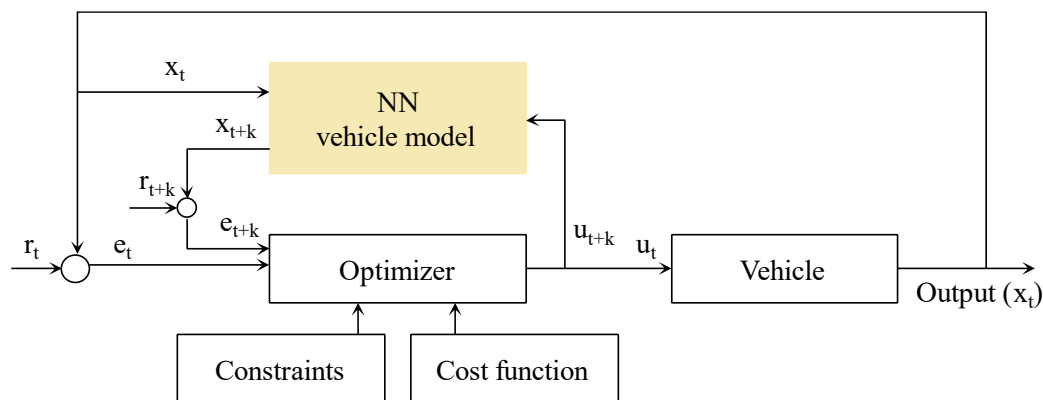 x_t
NN
vehicle model
x_{t+k}
r_{t+k}
e_{t+k}
r_t
e_t
Optimizer
u_{t+k}
u_t
Vehicle
Output (x_t)
Constraints
Cost function